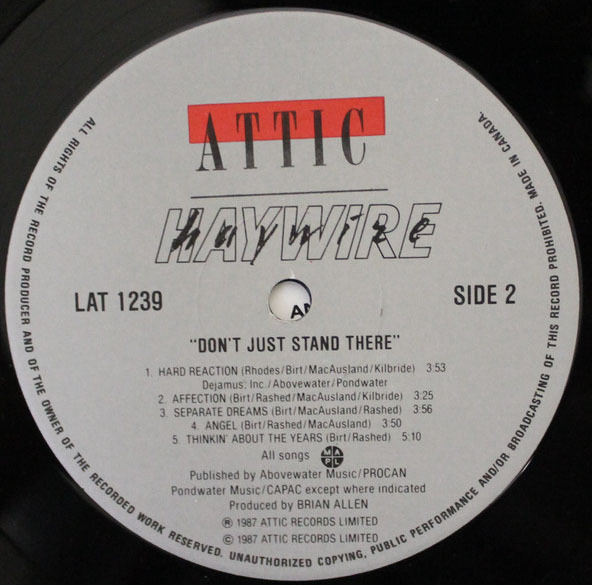 ATTIC
HAYWIRE
haywire
LAT 1239
SIDE 2
"DON'T JUST STAND THERE"
1. HARD REACTION (Rhodes/Birt/MacAusland/Kilbride) 3:53
Dejamus, Inc./Abovewater/Pondwater
2. AFFECTION (Birt/Rashed/MacAusland/Kilbride) 3:25
3. SEPARATE DREAMS (Birt/MacAusland/Rashed) 3:56
4. ANGEL (Birt/Rashed/MacAusland) 3:50
5. THINKIN' ABOUT THE YEARS (Birt/Rashed) 5:10
All songs MAPL
Published by Abovewater Music/PROCAN
Pondwater Music/CAPAC except where indicated
Produced by BRIAN ALLEN
℗ 1987 ATTIC RECORDS LIMITED
© 1987 ATTIC RECORDS LIMITED
ALL RIGHTS OF THE RECORD PRODUCER AND OF THE OWNER OF THE RECORDED WORK RESERVED. UNAUTHORIZED COPYING, PUBLIC PERFORMANCE AND/OR BROADCASTING OF THIS RECORD PROHIBITED. MADE IN CANADA.